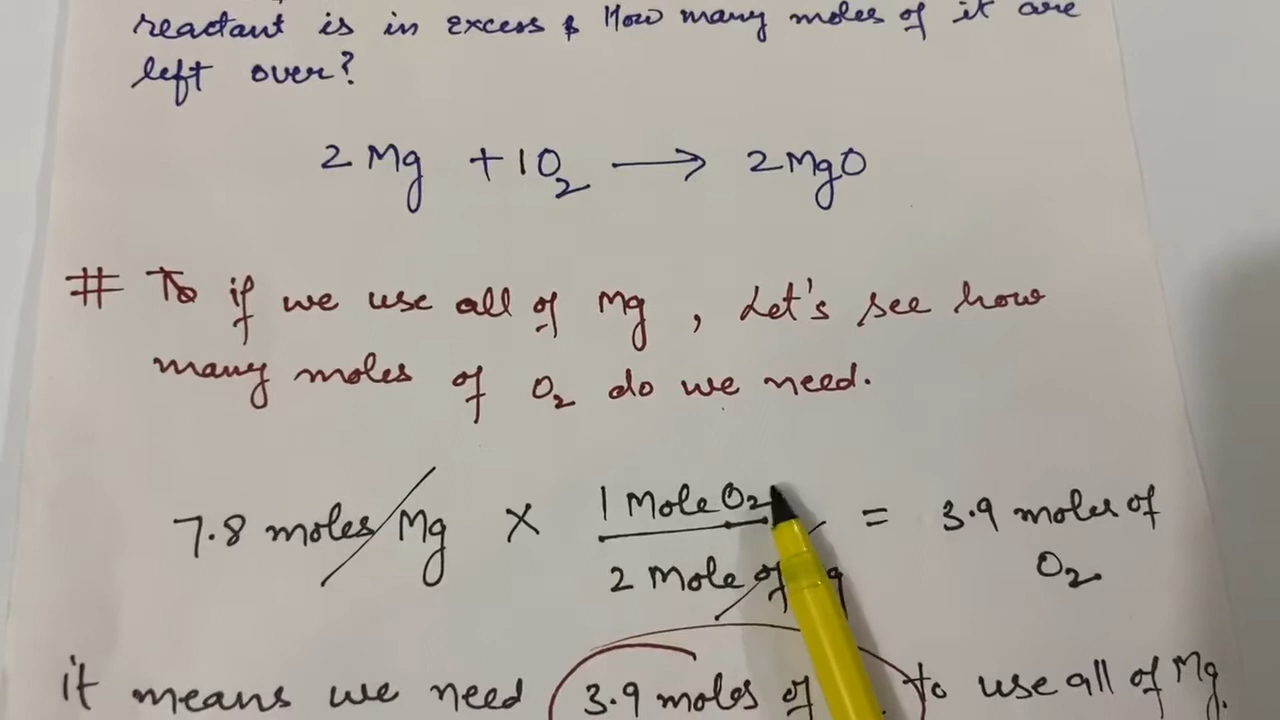 reactant is in excess & How many moles of it are
left over?
2 Mg + 1 O₂ → 2 MgO
# To if we use all of Mg, Let's see how
many moles of O₂ do we need.
7.8 moles Mg × 1 Mole O₂ = 3.9 moles of
2 Mole of O₂
it means we need 3.9 moles of to use all of Mg.